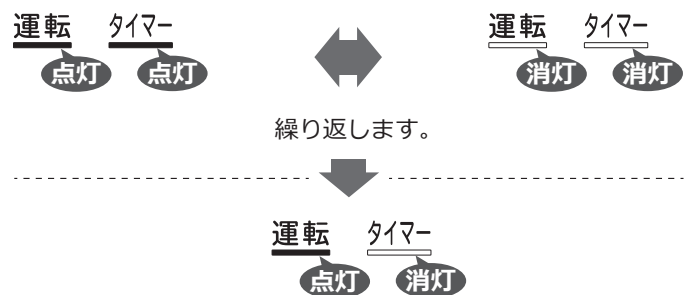 運転 タイマー 運転 タイマー
点灯 点灯 消灯 消灯
繰り返します。
運転 タイマー
点灯 消灯